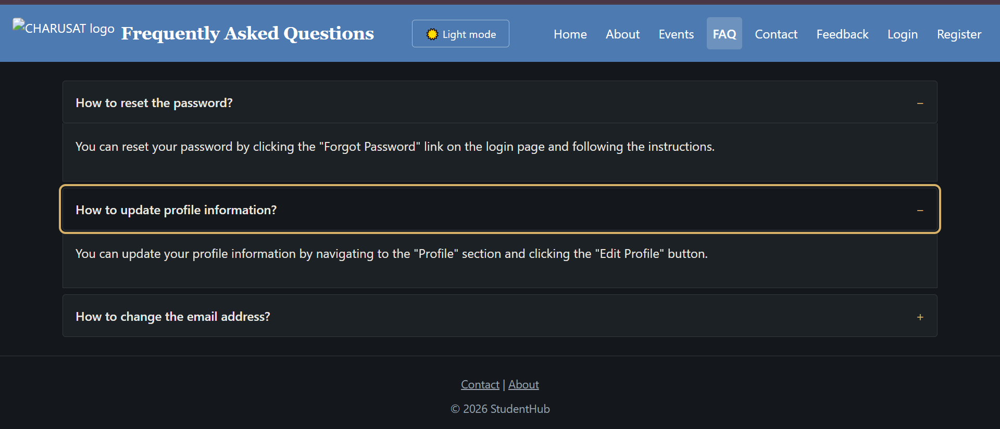 CHARUSAT logo
Frequently Asked Questions
Light mode
Home About Events FAQ Contact Feedback Login Register
How to reset the password? −
You can reset your password by clicking the "Forgot Password" link on the login page and following the instructions.
How to update profile information? −
You can update your profile information by navigating to the "Profile" section and clicking the "Edit Profile" button.
How to change the email address? +
Contact | About
© 2026 StudentHub